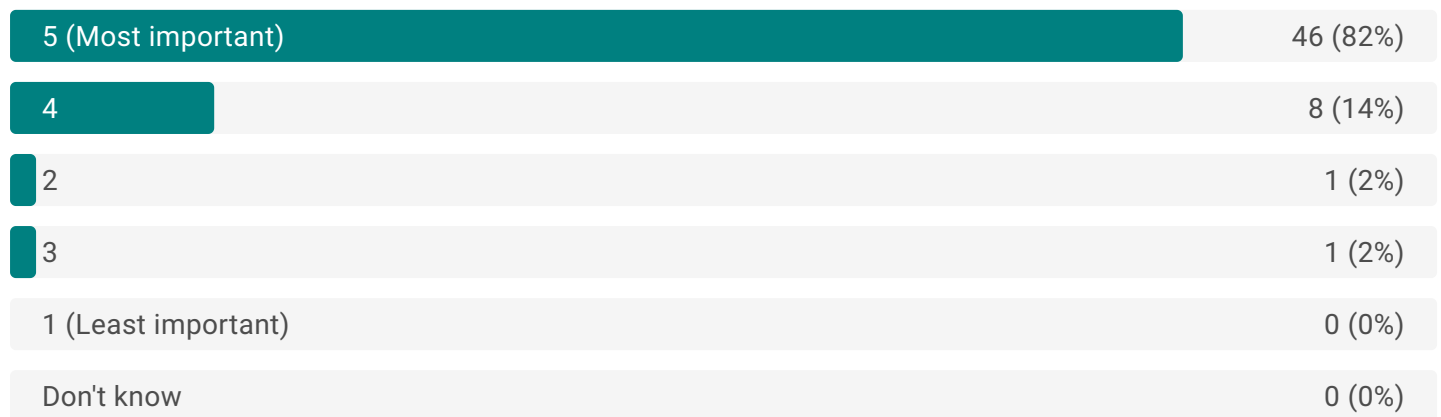 5 (Most important) 46 (82%)
4 8 (14%)
2 1 (2%)
3 1 (2%)
1 (Least important) 0 (0%)
Don't know 0 (0%)